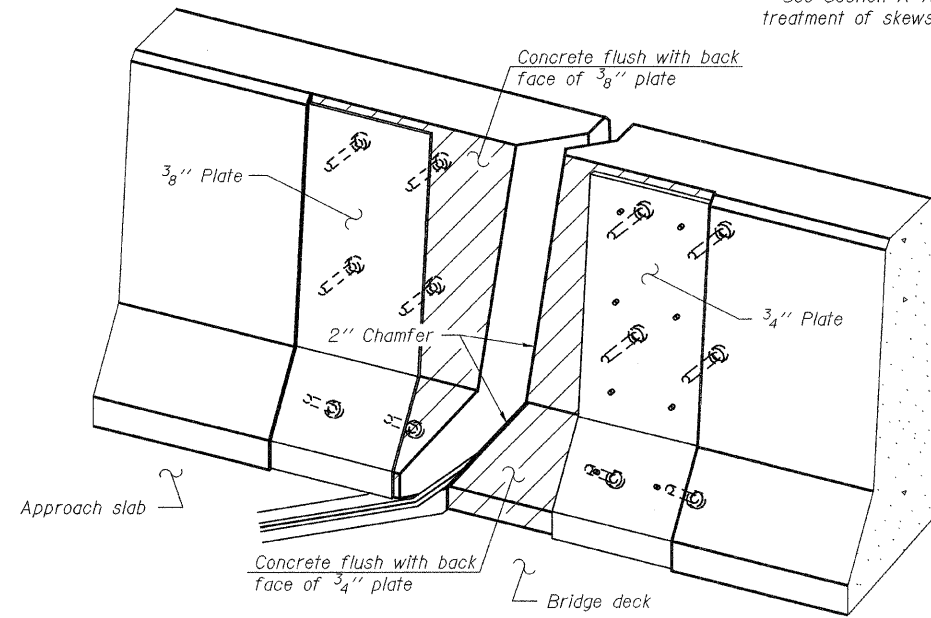 treatment of skews
Concrete flush with back
face of 3/8" plate
3/8" Plate
3/4" Plate
2" Chamfer
Approach slab
Concrete flush with back
face of 3/4" plate
Bridge deck